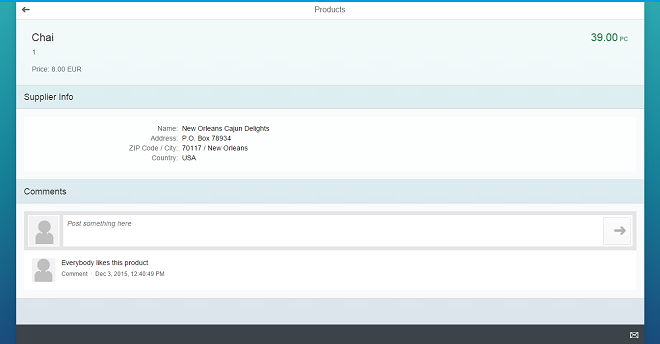 Products
Chai
39.00 PC
1
Price: 8.00 EUR
Supplier Info
Name: New Orleans Cajun Delights
Address: P.O. Box 78934
ZIP Code / City: 70117 / New Orleans
Country: USA
Comments
Post something here
Everybody likes this product
Comment · Dec 3, 2015, 12:40:49 PM